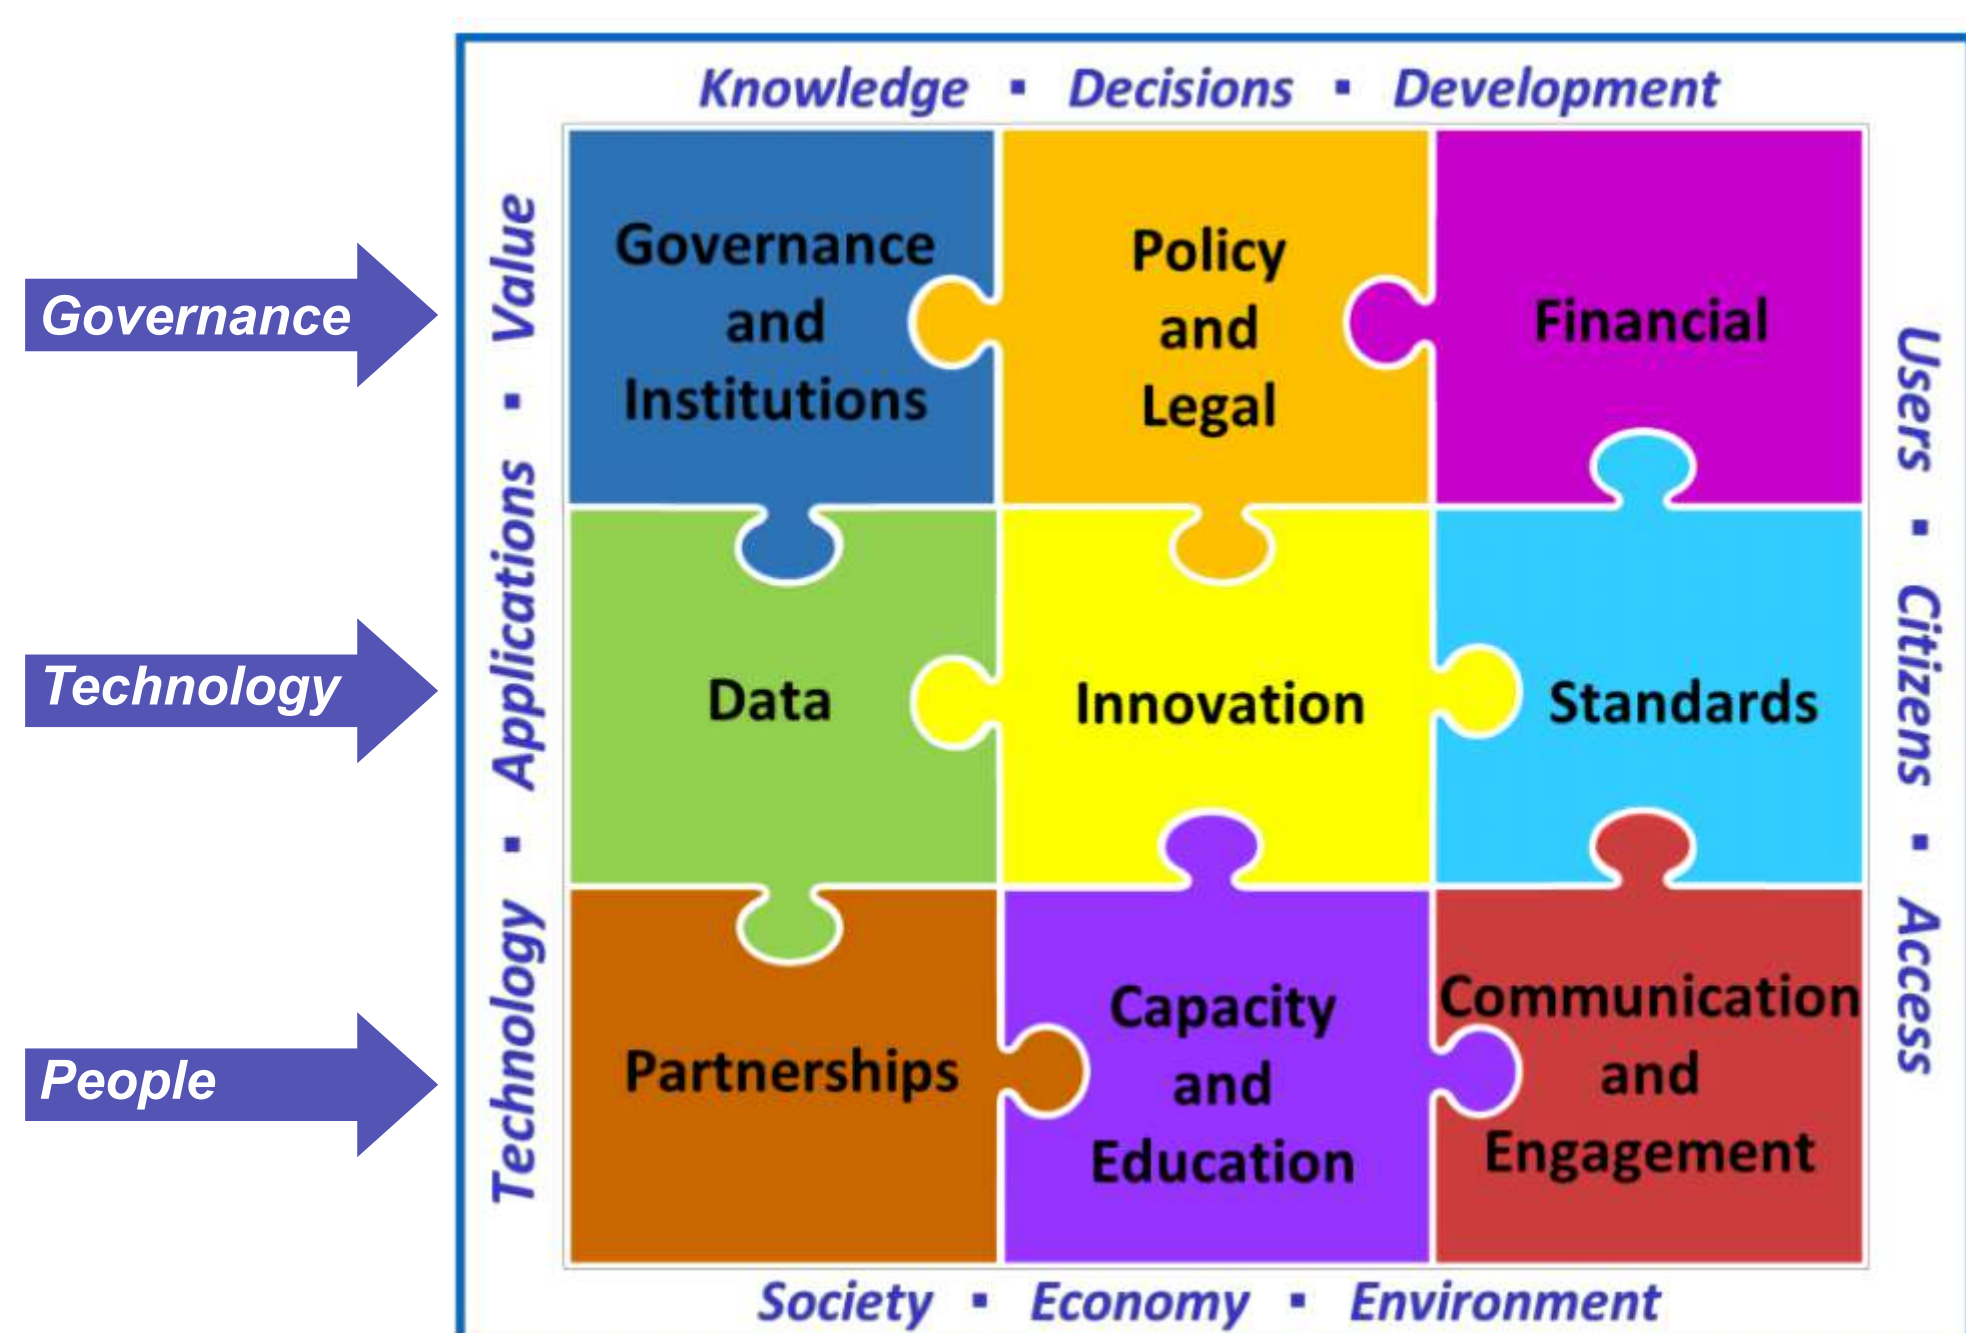 Knowledge ▪ Decisions ▪ Development
Governance
Technology
People
Technology ▪ Applications ▪ Value
Governance
and
Institutions
Policy
and
Legal
Financial
Data
Innovation
Standards
Partnerships
Capacity
and
Education
Communication
and
Engagement
Users ▪ Citizens ▪ Access
Society ▪ Economy ▪ Environment